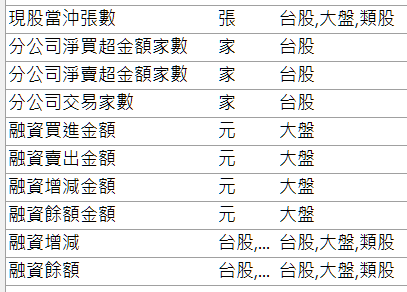 現股當沖張數 張 台股,大盤,類股
分公司淨買超金額家數 家 台股
分公司淨賣超金額家數 家 台股
分公司交易家數 家 台股
融資買進金額 元 大盤
融資賣出金額 元 大盤
融資增減金額 元 大盤
融資餘額金額 元 大盤
融資增減 台股,... 台股,大盤,類股
融資餘額 台股,... 台股,大盤,類股